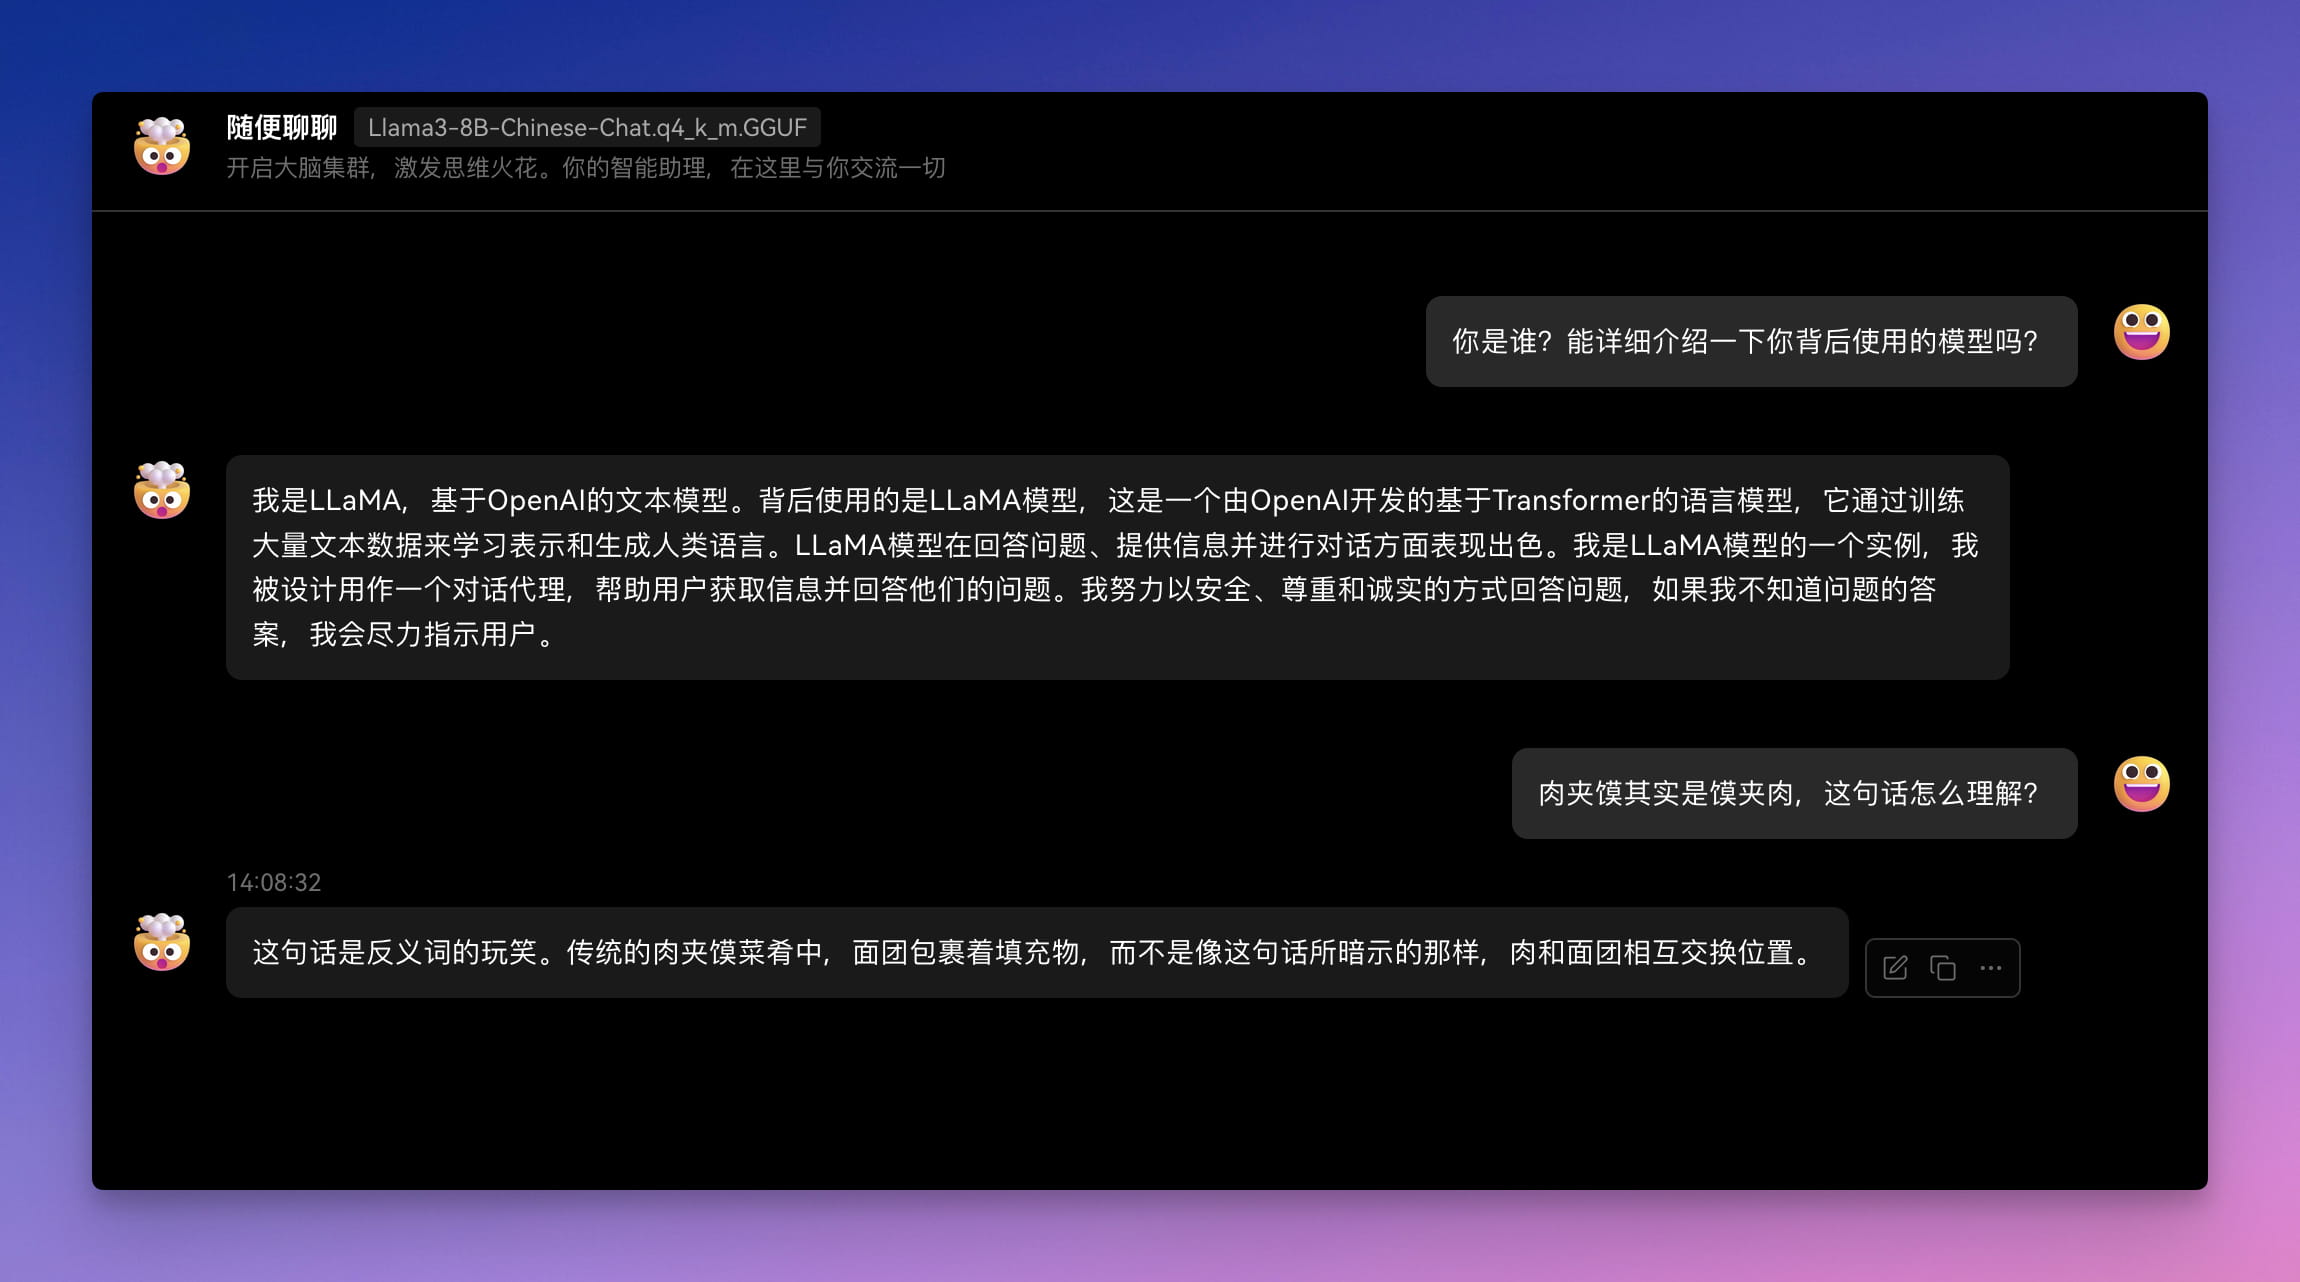 随便聊聊 Llama3-8B-Chinese-Chat.q4_k_m.GGUF
开启大脑集群，激发思维火花。你的智能助理，在这里与你交流一切
你是谁？能详细介绍一下你背后使用的模型吗？
我是LLaMA，基于OpenAI的文本模型。背后使用的是LLaMA模型，这是一个由OpenAI开发的基于Transformer的语言模型，它通过训练
大量文本数据来学习表示和生成人类语言。LLaMA模型在回答问题、提供信息并进行对话方面表现出色。我是LLaMA模型的一个实例，我
被设计用作一个对话代理，帮助用户获取信息并回答他们的问题。我努力以安全、尊重和诚实的方式回答问题，如果我不知道问题的答
案，我会尽力指示用户。
肉夹馍其实是馍夹肉，这句话怎么理解？
14:08:32
这句话是反义词的玩笑。传统的肉夹馍菜肴中，面团包裹着填充物，而不是像这句话所暗示的那样，肉和面团相互交换位置。